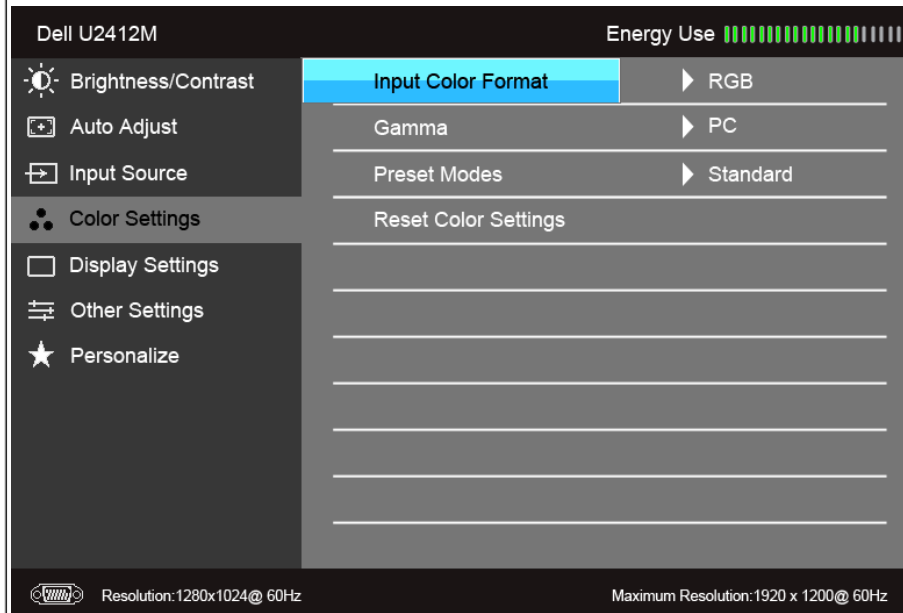 Dell U2412M Energy Use
Brightness/Contrast Input Color Format RGB
Auto Adjust Gamma PC
Input Source Preset Modes Standard
Color Settings Reset Color Settings
Display Settings
Other Settings
Personalize
Resolution:1280x1024@ 60Hz Maximum Resolution:1920 x 1200@ 60Hz